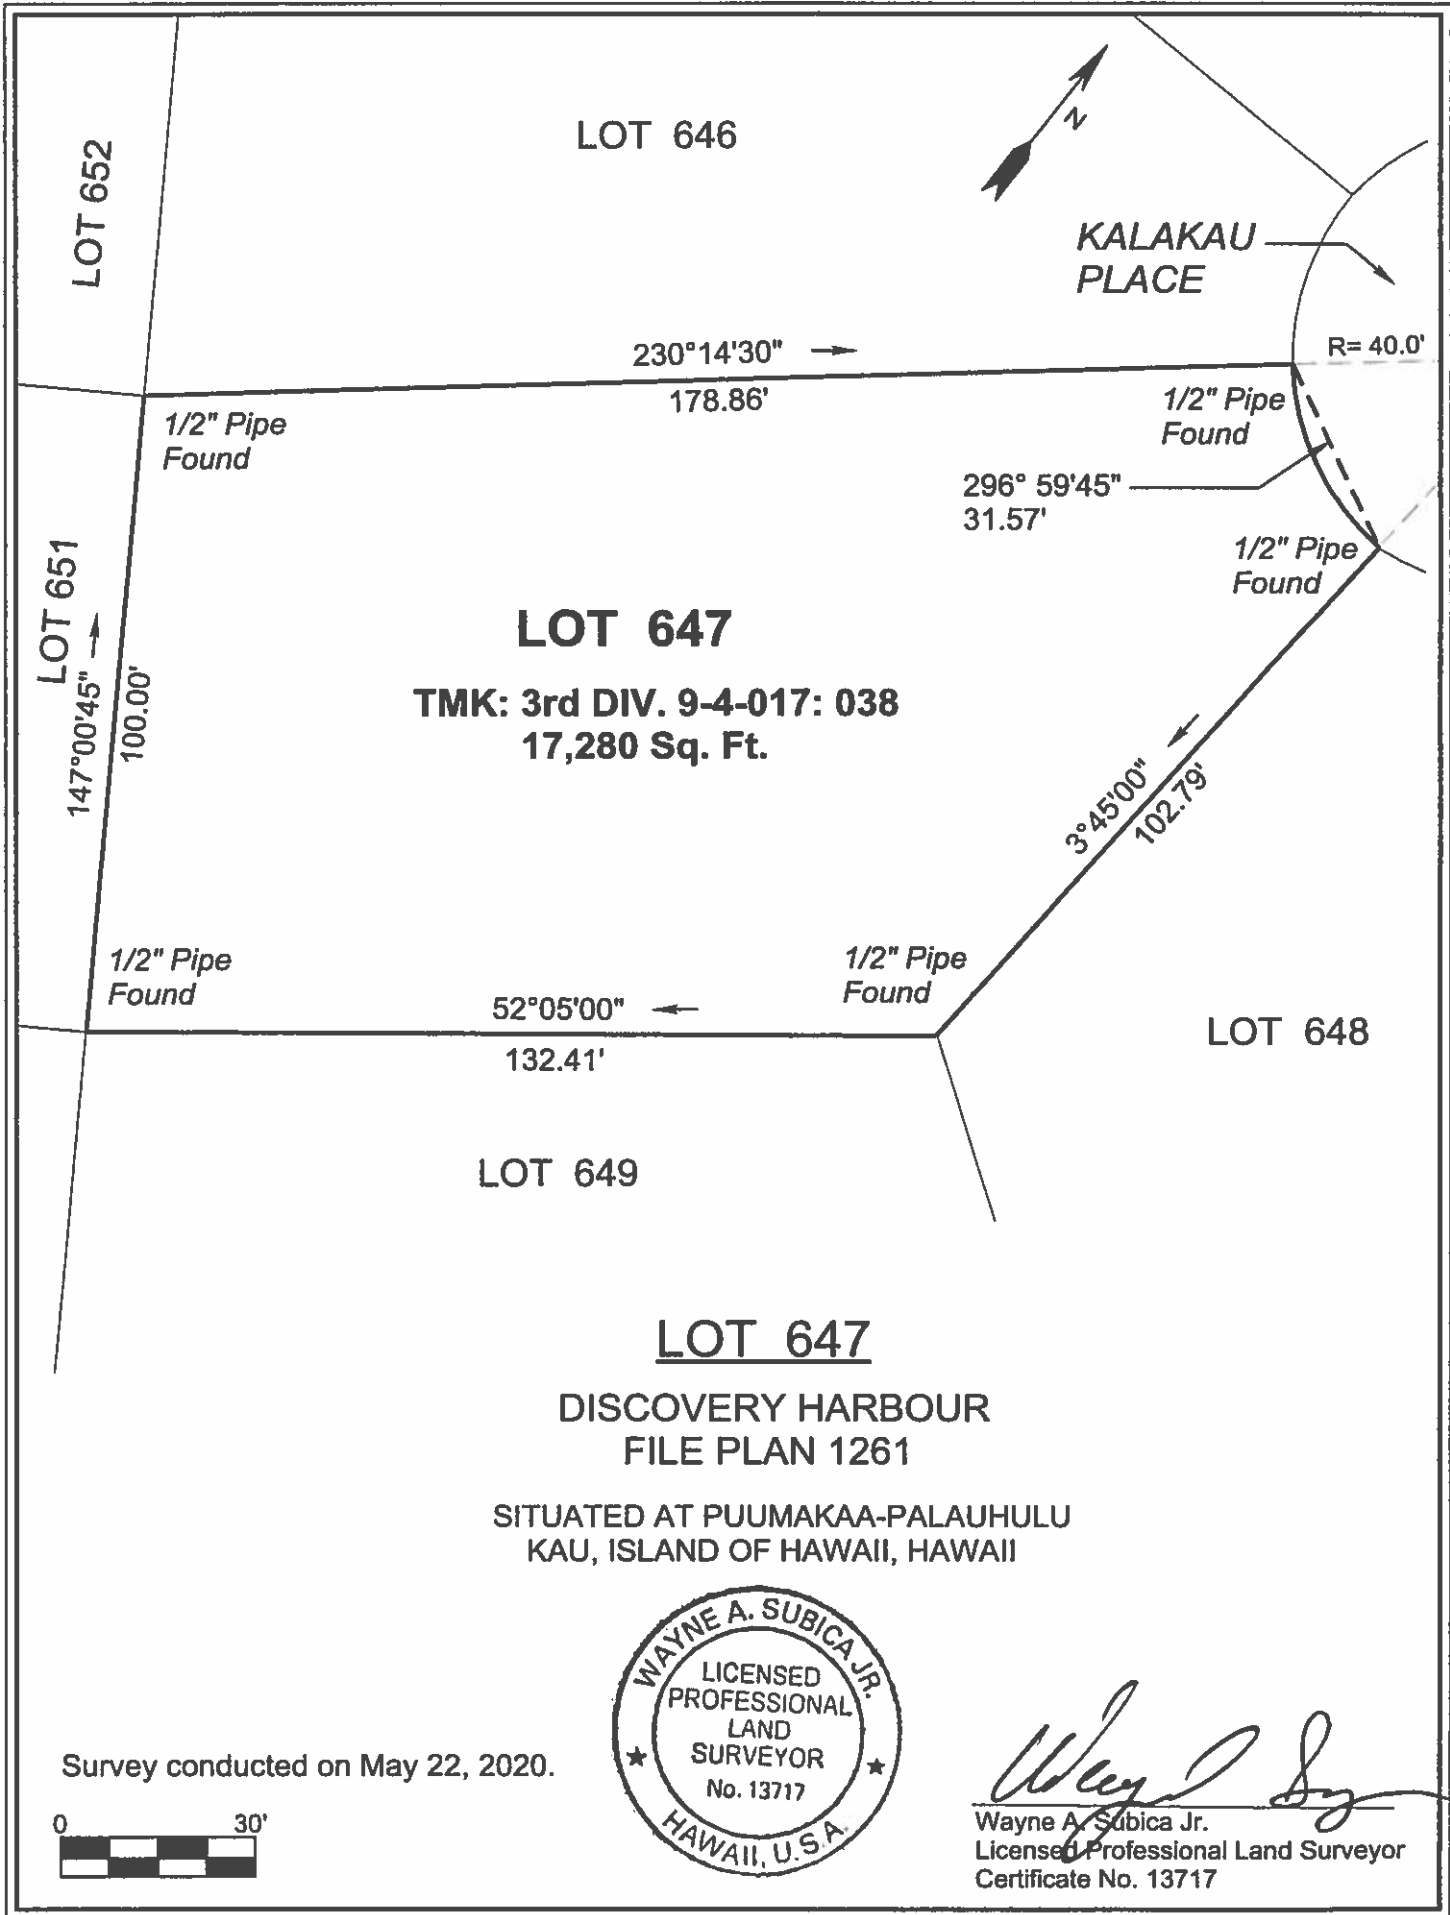 LOT 646
N
LOT 652
KALAKAU
PLACE
R= 40.0'
230°14'30"
178.86'
1/2" Pipe
Found
1/2" Pipe
Found
296° 59'45"
31.57'
1/2" Pipe
Found
LOT 651
147°00'45"
100.00'
LOT 647
TMK: 3rd DIV. 9-4-017: 038
17,280 Sq. Ft.
3°45'00"
102.79'
1/2" Pipe
Found
1/2" Pipe
Found
52°05'00"
132.41'
LOT 648
LOT 649
LOT 647
DISCOVERY HARBOUR
FILE PLAN 1261
SITUATED AT PUUMAKAA-PALAUHULU
KAU, ISLAND OF HAWAII, HAWAII
WAYNE A. SUBICA JR.
LICENSED
PROFESSIONAL
LAND
SURVEYOR
No. 13717
HAWAII, U.S.A.
Survey conducted on May 22, 2020.
0 30'
Wayne A. Subica Jr.
Licensed Professional Land Surveyor
Certificate No. 13717